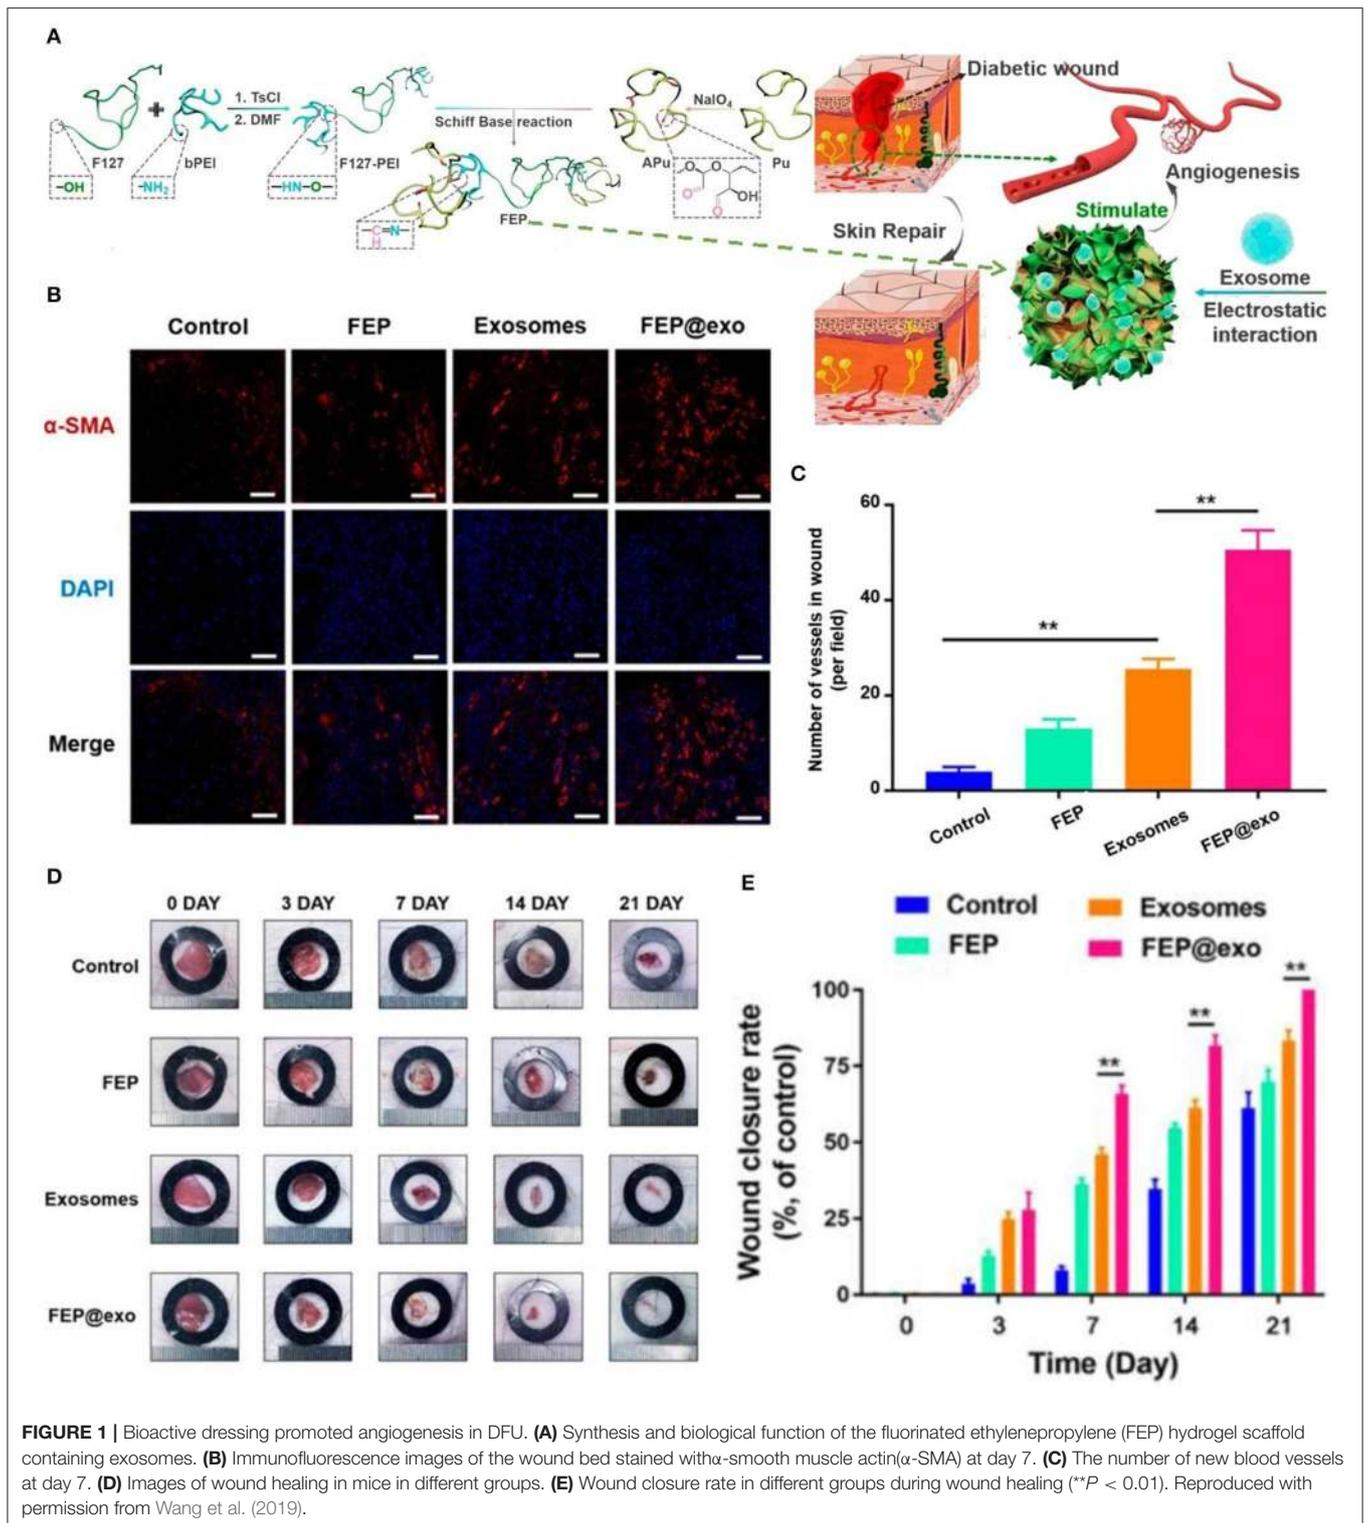 A
1. TsCl
2. DMF
F127
bPEI
F127-PEI
-OH
-NH₂
-HN-O-
Schiff Base reaction
NaIO₄
APu
Pu
O
O
O
OH
O
C=N
H
FEP
Diabetic wound
Angiogenesis
Stimulate
Skin Repair
Exosome
Electrostatic
interaction
B
Control FEP Exosomes FEP@exo
α-SMA
DAPI
Merge
C
Number of vessels in wound
(per field)
60
40
20
0
**
**
Control FEP Exosomes FEP@exo
D
0 DAY 3 DAY 7 DAY 14 DAY 21 DAY
Control
FEP
Exosomes
FEP@exo
E
Control Exosomes
FEP FEP@exo
Wound closure rate
(%, of control)
100
75
50
25
0
**
**
**
0 3 7 14 21
Time (Day)
FIGURE 1 | Bioactive dressing promoted angiogenesis in DFU. (A) Synthesis and biological function of the fluorinated ethylenepropylene (FEP) hydrogel scaffold
containing exosomes. (B) Immunofluorescence images of the wound bed stained withα-smooth muscle actin(α-SMA) at day 7. (C) The number of new blood vessels
at day 7. (D) Images of wound healing in mice in different groups. (E) Wound closure rate in different groups during wound healing (**P < 0.01). Reproduced with
permission from Wang et al. (2019).